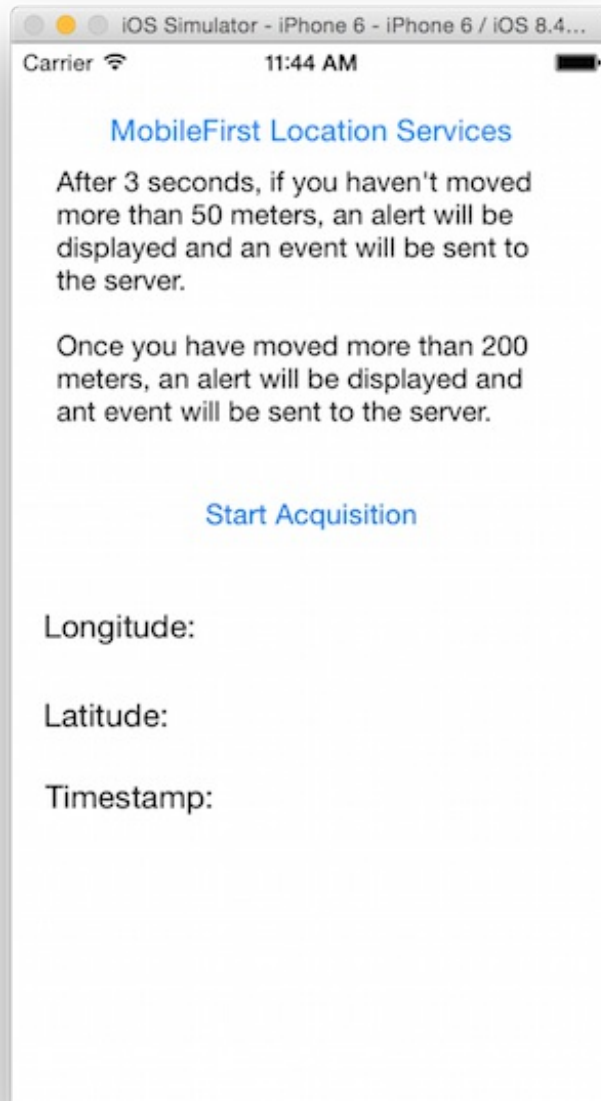 iOS Simulator - iPhone 6 - iPhone 6 / iOS 8.4...
Carrier 11:44 AM
MobileFirst Location Services
After 3 seconds, if you haven't moved
more than 50 meters, an alert will be
displayed and an event will be sent to
the server.
Once you have moved more than 200
meters, an alert will be displayed and
ant event will be sent to the server.
Start Acquisition
Longitude:
Latitude:
Timestamp: